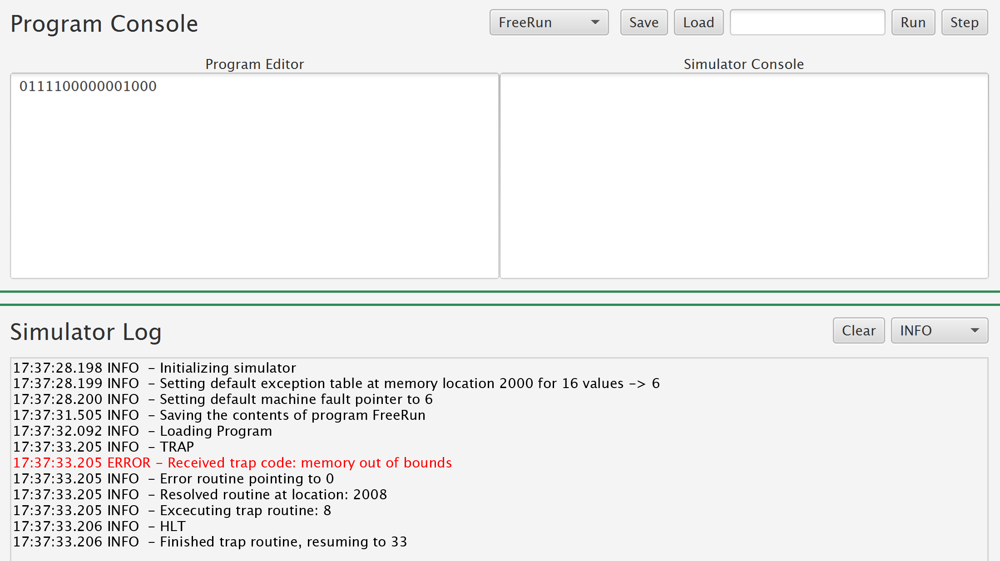 Program Console
FreeRun
Save
Load
Run
Step
Program Editor
Simulator Console
0111100000001000
Simulator Log
Clear
INFO
17:37:28.198 INFO  - Initializing simulator
17:37:28.199 INFO  - Setting default exception table at memory location 2000 for 16 values -> 6
17:37:28.200 INFO  - Setting default machine fault pointer to 6
17:37:31.505 INFO  - Saving the contents of program FreeRun
17:37:32.092 INFO  - Loading Program
17:37:33.205 INFO  - TRAP
17:37:33.205 ERROR - Received trap code: memory out of bounds
17:37:33.205 INFO  - Error routine pointing to 0
17:37:33.205 INFO  - Resolved routine at location: 2008
17:37:33.205 INFO  - Excecuting trap routine: 8
17:37:33.206 INFO  - HLT
17:37:33.206 INFO  - Finished trap routine, resuming to 33